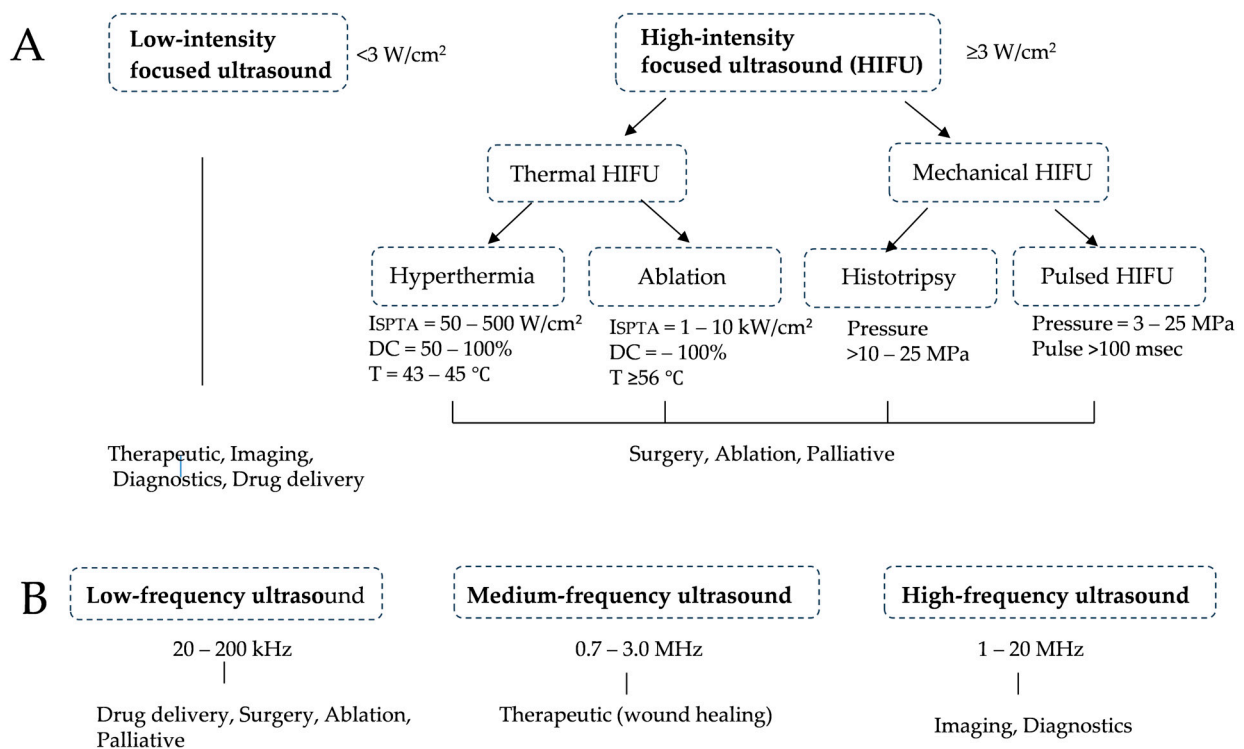 A
Low-intensity
focused ultrasound
<3 W/cm²
High-intensity
focused ultrasound (HIFU)
≥3 W/cm²
Thermal HIFU
Mechanical HIFU
Hyperthermia
Ablation
Histotripsy
Pulsed HIFU
ISPTA = 50 – 500 W/cm²
DC = 50 – 100%
T = 43 – 45 °C
ISPTA = 1 – 10 kW/cm²
DC = – 100%
T ≥56 °C
Pressure
>10 – 25 MPa
Pressure = 3 – 25 MPa
Pulse >100 msec
Therapeutic, Imaging,
Diagnostics, Drug delivery
Surgery, Ablation, Palliative
B
Low-frequency ultrasound
Medium-frequency ultrasound
High-frequency ultrasound
20 – 200 kHz
0.7 – 3.0 MHz
1 – 20 MHz
Drug delivery, Surgery, Ablation,
Palliative
Therapeutic (wound healing)
Imaging, Diagnostics